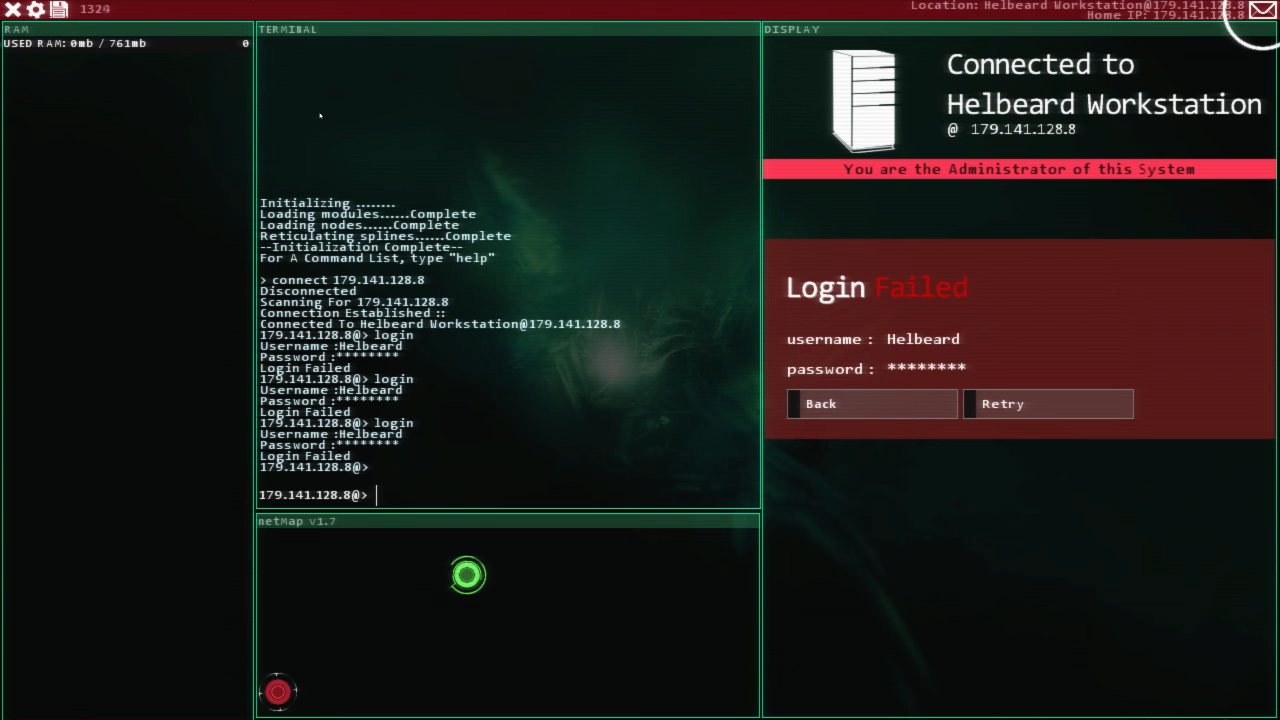 1324
Location: Helbeard Workstation@179.141.128.8
Home IP: 179.141.128.8
RAM
USED RAM: 0mb / 761mb 0
TERMINAL
Initializing ........
Loading modules......Complete
Loading nodes......Complete
Reticulating splines......Complete
--Initialization Complete--
For A Command List, type "help"
> connect 179.141.128.8
Disconnected
Scanning For 179.141.128.8
Connection Established ::
Connected To Helbeard Workstation@179.141.128.8
179.141.128.8@> login
Username :Helbeard
Password :********
Login Failed
179.141.128.8@> login
Username :Helbeard
Password :********
Login Failed
179.141.128.8@> login
Username :Helbeard
Password :********
Login Failed
179.141.128.8@>
179.141.128.8@>
netMap v1.7
DISPLAY
Connected to
Helbeard Workstation
@ 179.141.128.8
You are the Administrator of this System
Login Failed
username : Helbeard
password : ********
Back
Retry